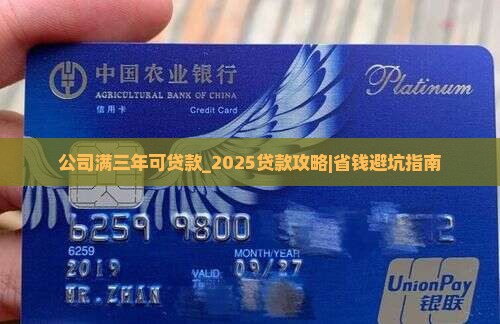 中国农业银行
Platinum
AGRICULTURAL BANK OF CHINA
信用卡
Credit Card
公司满三年可贷款_2025贷款攻略|省钱避坑指南
6259 9800 2
6259
MONTH/YEAR
2019
VALID
09/27
MR.ZHAN
UnionPay
银联